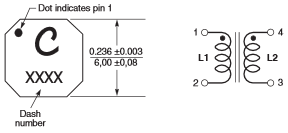 Dot indicates pin 1
C
XXXX
0.236 ±0.003
6,00 ±0,08
Dash
number
1
4
L1
L2
2
3